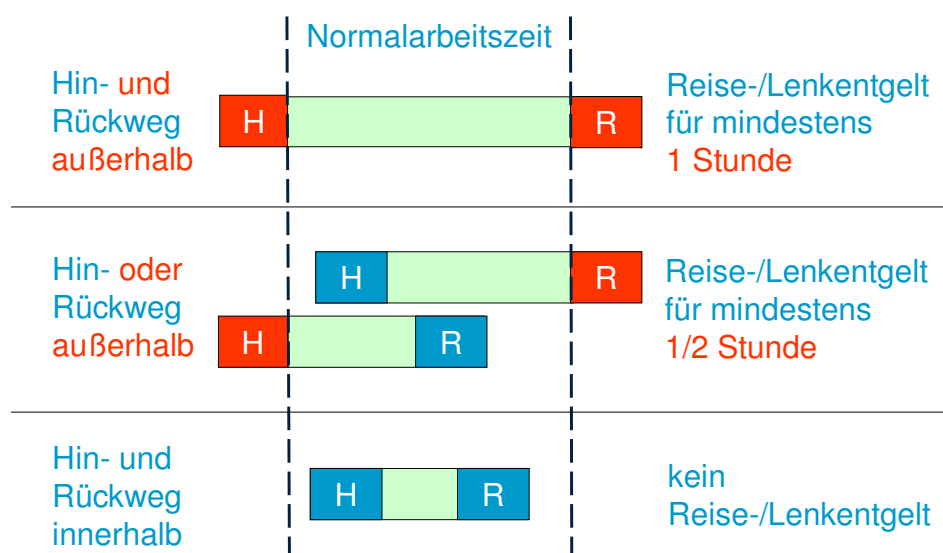 Normalarbeitszeit
Hin- und
Rückweg
außerhalb
H
R
Reise-/Lenkentgelt
für mindestens
1 Stunde
Hin- oder
Rückweg
außerhalb
H
R
H
R
Reise-/Lenkentgelt
für mindestens
1/2 Stunde
Hin- und
Rückweg
innerhalb
H
R
kein
Reise-/Lenkentgelt